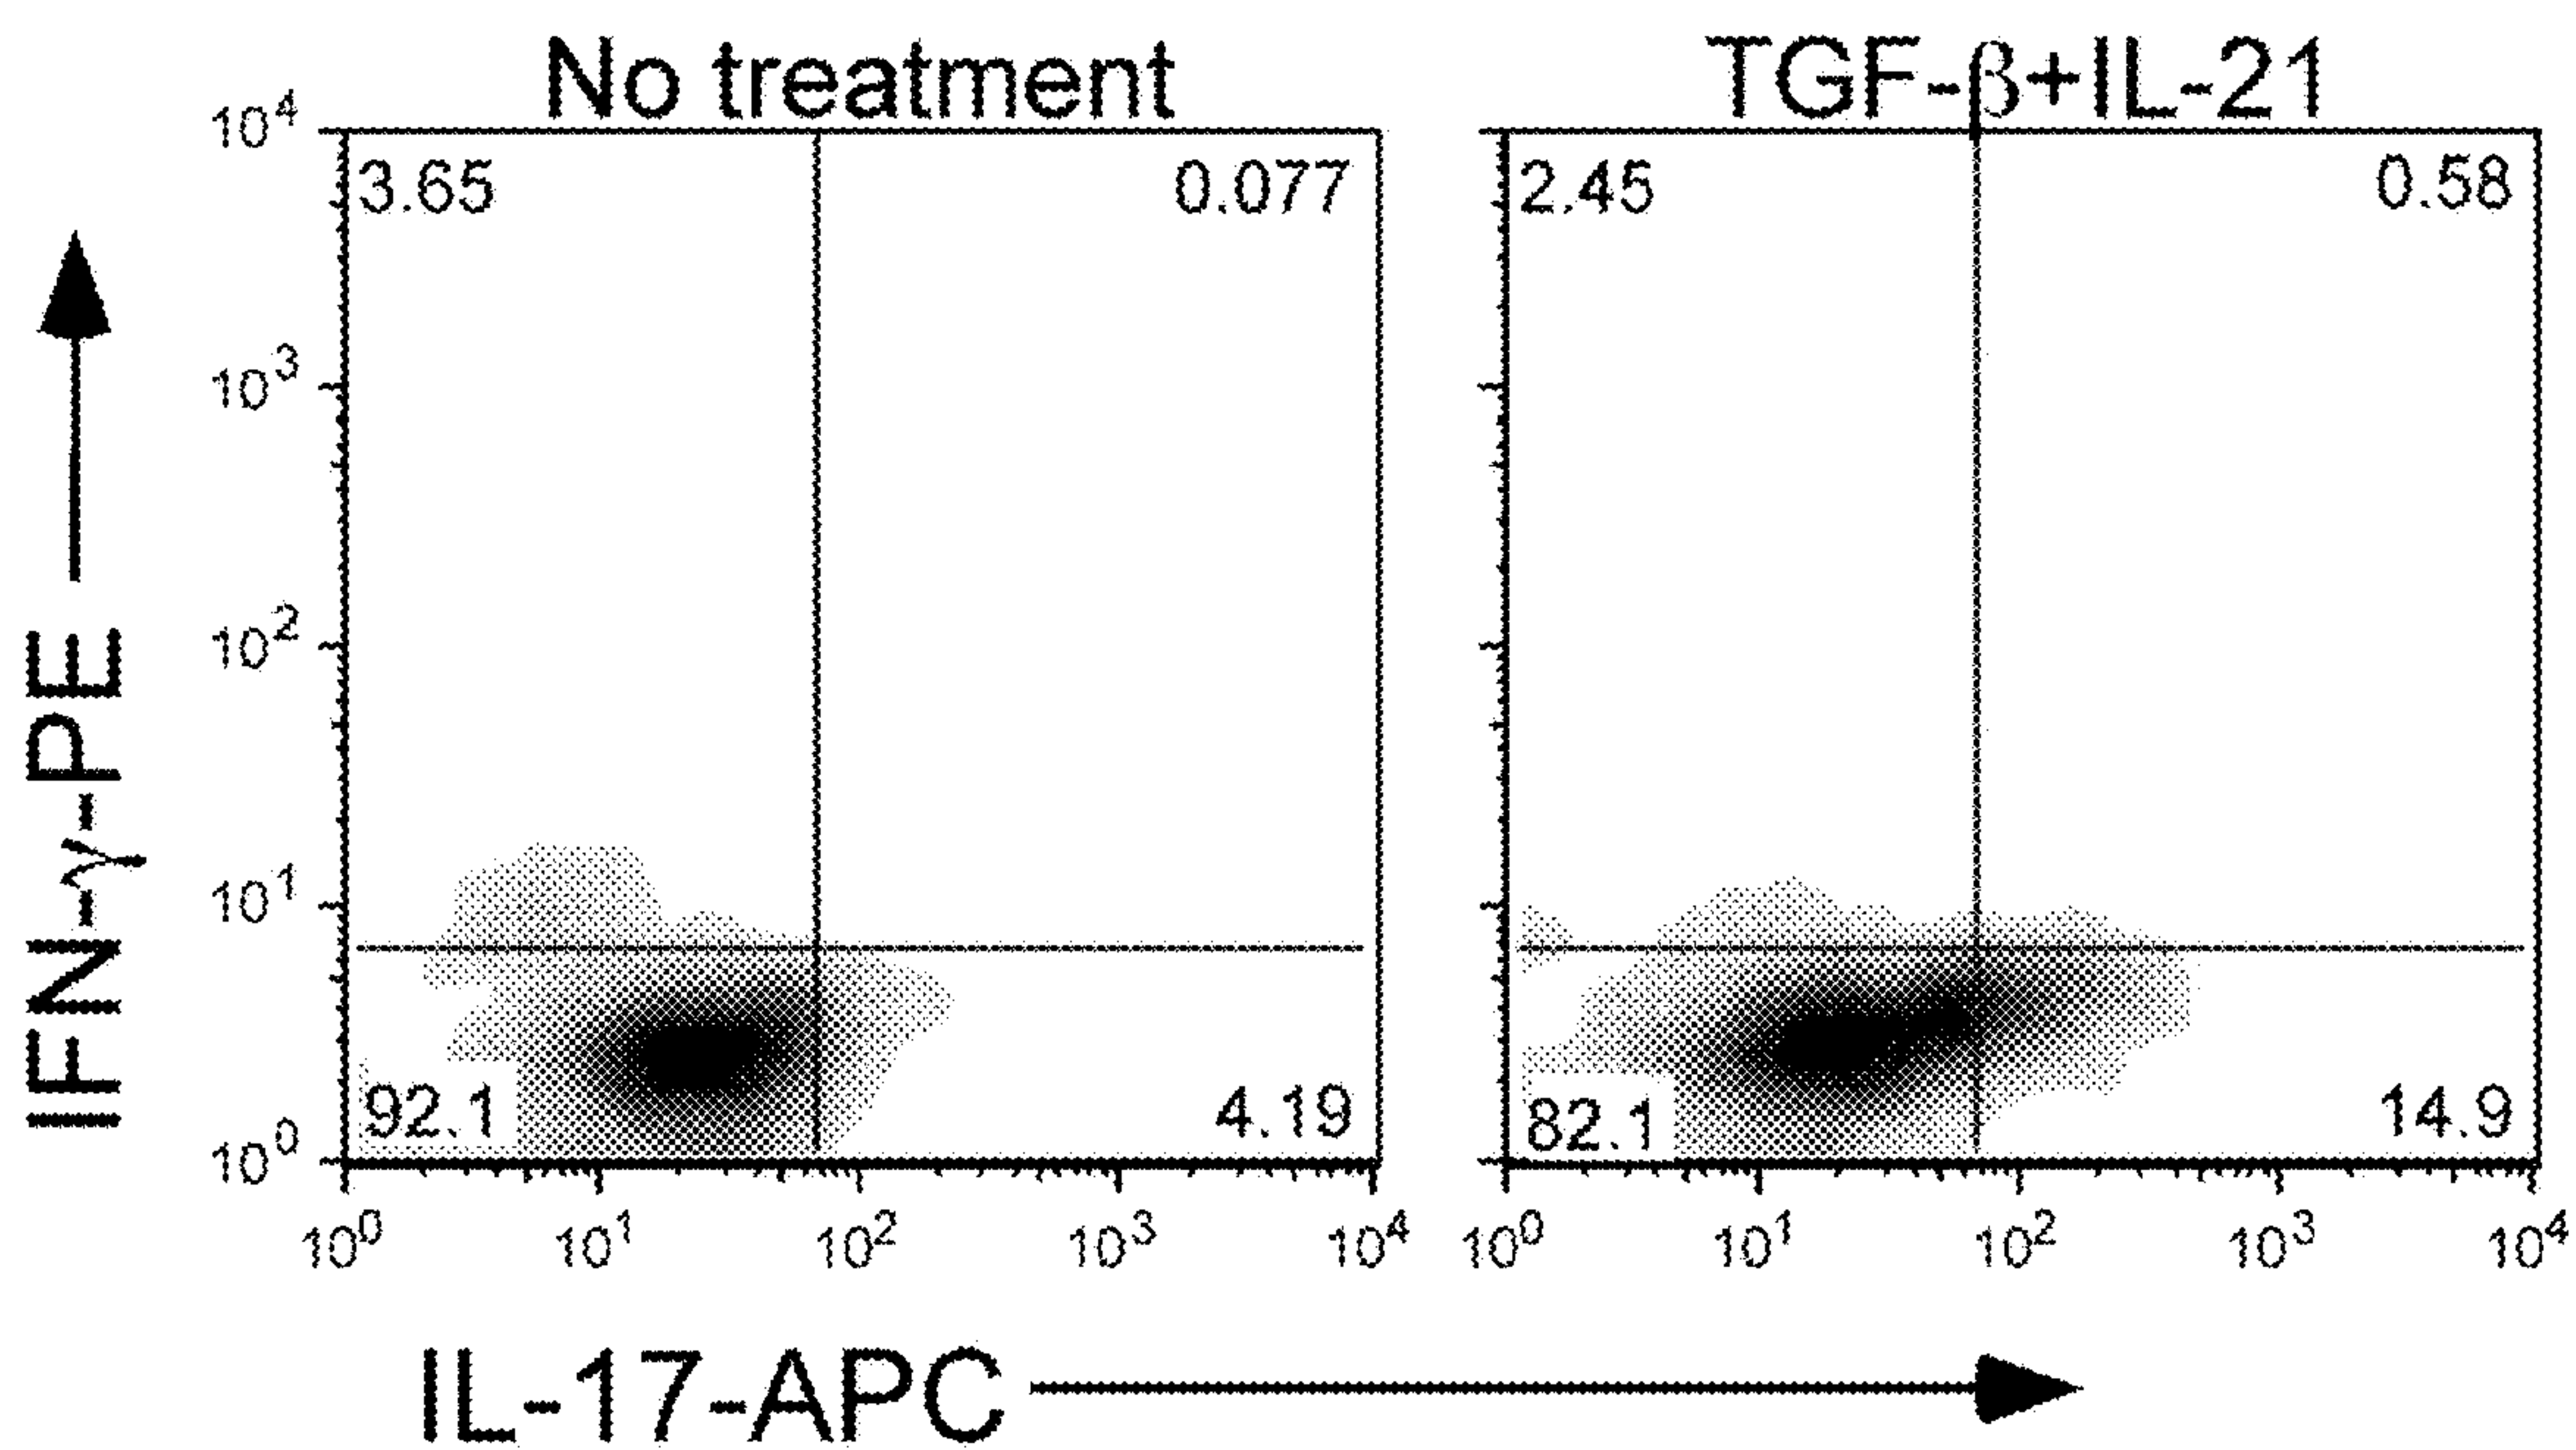 No treatment
TGF-β+IL-21
10⁴
3.65
0.077
2.45
0.58
10³
10²
10¹
IFN-γ-PE
92.1
4.19
82.1
14.9
10⁰
10⁰ 10¹ 10² 10³ 10⁴
10⁰ 10¹ 10² 10³ 10⁴
IL-17-APC